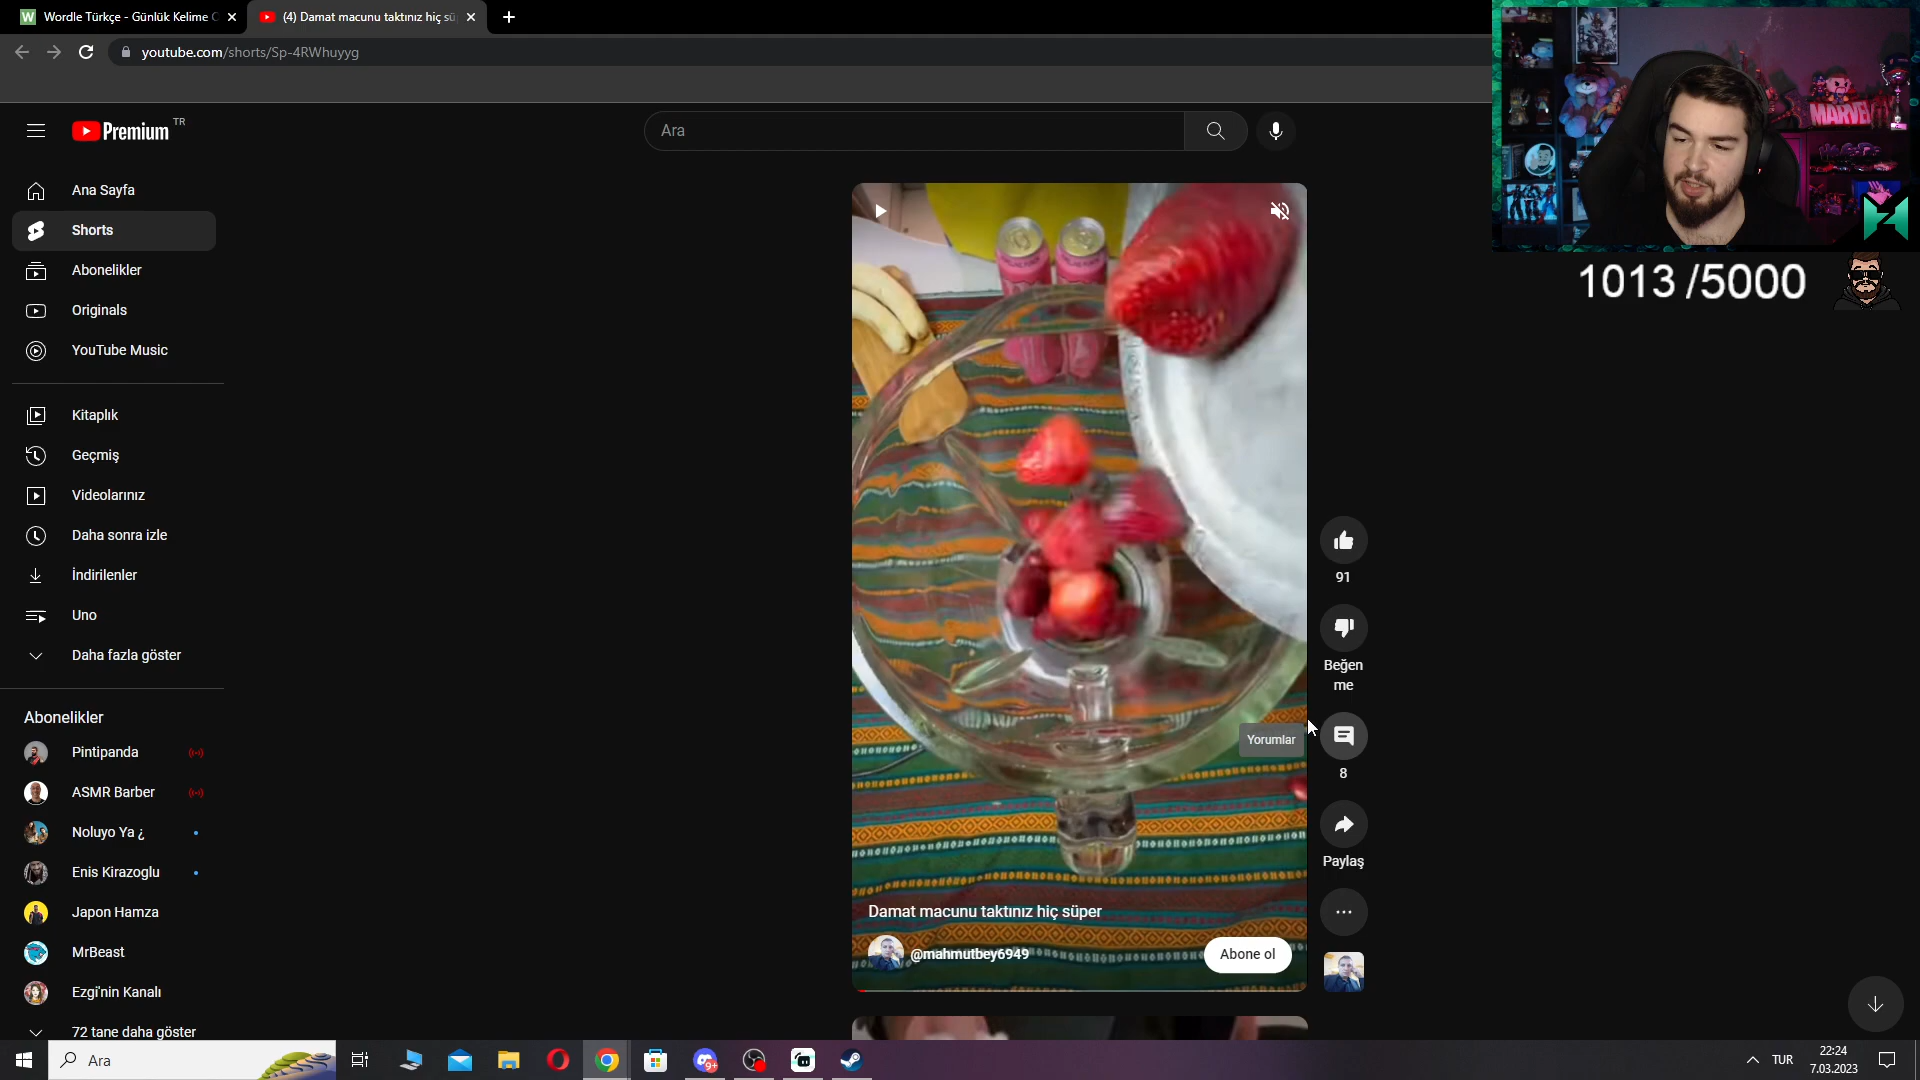 Wordle Türkçe - Günlük Kelime
(4) Damat macunu taktınız hiç sü
youtube.com/shorts/Sp-4RWhuyyg
Premium TR
Ara
Ana Sayfa
Shorts
Abonelikler
Originals
YouTube Music
Kitaplık
Geçmiş
Videolarınız
Daha sonra izle
İndirilenler
Uno
Daha fazla göster
Abonelikler
Pintipanda
ASMR Barber
Noluyo Ya ¿
Enis Kirazoglu
Japon Hamza
MrBeast
Ezgi'nin Kanalı
72 tane daha göster
91
Beğen
me
Yorumlar
8
Paylaş
Damat macunu taktınız hiç süper
@mahmutbey6949
Abone ol
MARVEL
1013 /5000
Ara
9+
TUR
22:24
7.03.2023